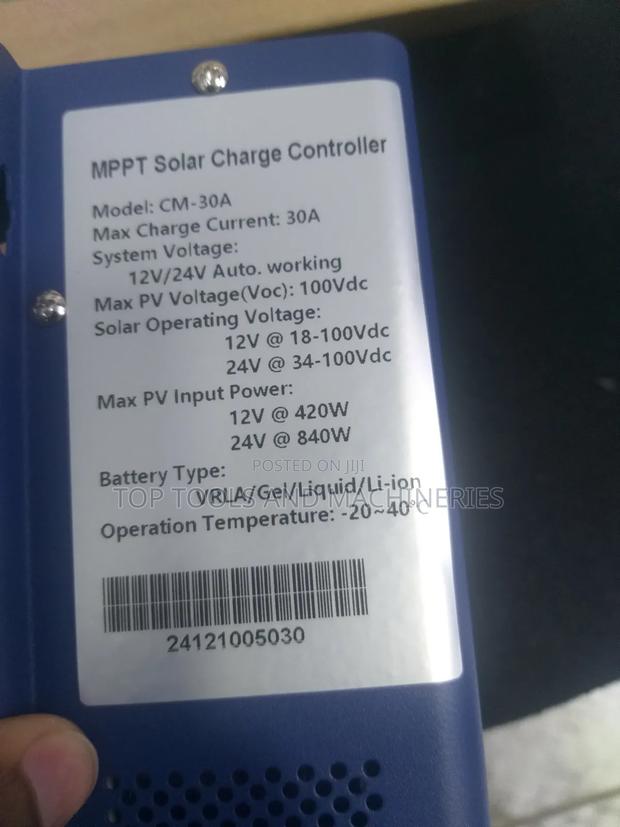 MPPT Solar Charge Controller
Model: CM-30A
Max Charge Current: 30A
System Voltage:
12V/24V Auto. working
Max PV Voltage(Voc): 100Vdc
Solar Operating Voltage:
12V @ 18-100Vdc
24V @ 34-100Vdc
Max PV Input Power:
12V @ 420W
24V @ 840W
Battery Type:
POSTED ON JIJI
VRLA/Gel/Liquid/Li-ion
TOP TOOLS AND MACHINERIES
Operation Temperature: -20~40℃
24121005030